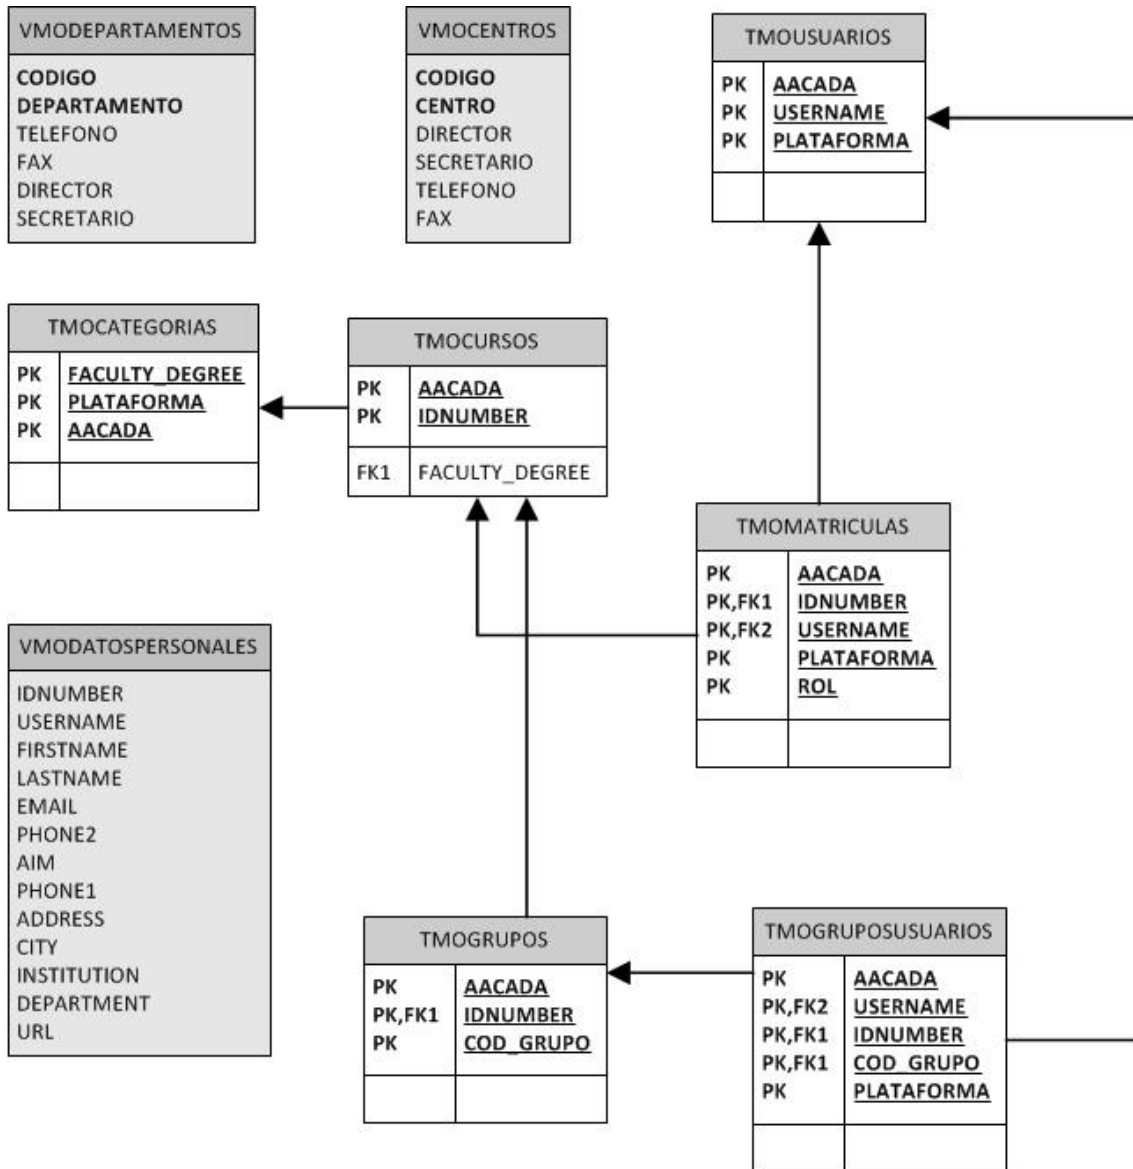 VMODEPARTAMENTOS
CODIGO
DEPARTAMENTO
TELEFONO
FAX
DIRECTOR
SECRETARIO
VMOCENTROS
CODIGO
CENTRO
DIRECTOR
SECRETARIO
TELEFONO
FAX
TMOUSUARIOS
PK AACADA
PK USERNAME
PK PLATAFORMA
TMOCATEGORIAS
PK FACULTY_DEGREE
PK PLATAFORMA
PK AACADA
TMOCURSOS
PK AACADA
PK IDNUMBER
FK1 FACULTY_DEGREE
TMOMATRICULAS
PK AACADA
PK,FK1 IDNUMBER
PK,FK2 USERNAME
PK PLATAFORMA
PK ROL
VMODATOSPERSONALES
IDNUMBER
USERNAME
FIRSTNAME
LASTNAME
EMAIL
PHONE2
AIM
PHONE1
ADDRESS
CITY
INSTITUTION
DEPARTMENT
URL
TMOGRUPOS
PK AACADA
PK,FK1 IDNUMBER
PK COD_GRUPO
TMOGRUPOSUSUARIOS
PK AACADA
PK,FK2 USERNAME
PK,FK1 IDNUMBER
PK,FK1 COD_GRUPO
PK PLATAFORMA